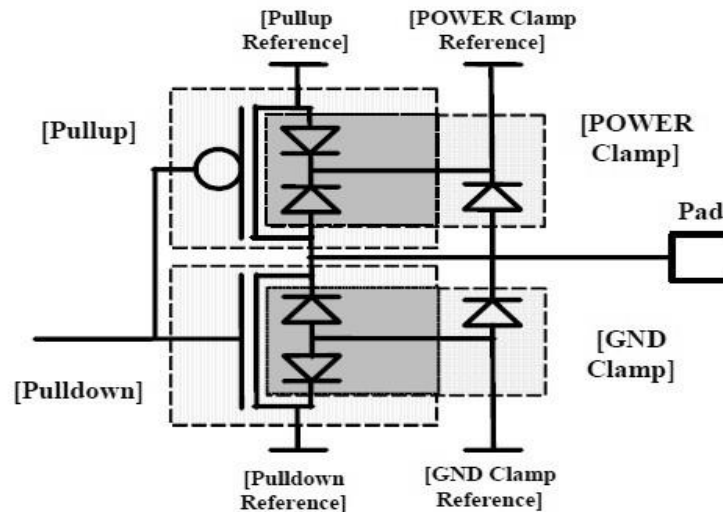 [Pullup
Reference]
[POWER Clamp
Reference]
[Pullup]
[POWER
Clamp]
Pad
[GND
Clamp]
[Pulldown]
[Pulldown
Reference]
[GND Clamp
Reference]